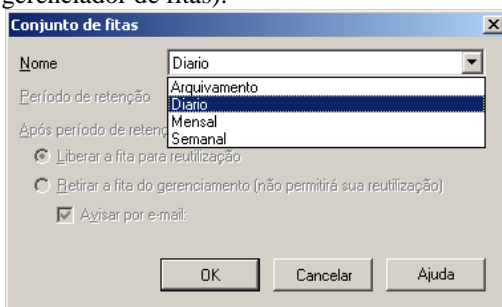 gerenciador de fitas).
Conjunto de fitas
Nome
Diario
Arquivamento
Diario
Mensal
Semanal
Período de retenção
Após período de retenç
Liberar a fita para reutilização
Retirar a fita do gerenciamento (não permitirá sua reutilização)
Avisar por e-mail:
OK Cancelar Ajuda